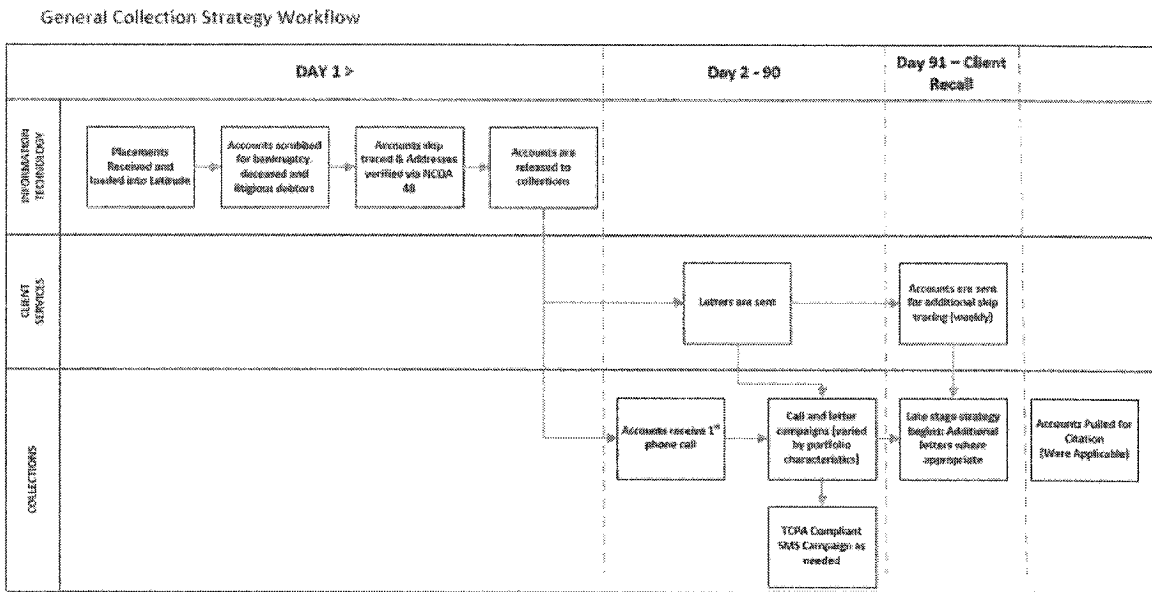 General Collection Strategy Workflow
DAY 1 >
Day 2 - 90
Day 91 – Client
Recall
INFORMATION
TECHNOLOGY
Placements
Received and
loaded into Latitude
Accounts scrubbed
for bankruptcy,
deceased and
litigious debtors
Accounts skip
traced & Addresses
verified via NCOA
48
Accounts are
released to
collections
CLIENT
SERVICES
Letters are sent
Accounts are sent
for additional skip
tracing (weekly)
COLLECTIONS
Accounts receive 1st
phone call
Call and letter
campaigns (varied
by portfolio
characteristics)
Late stage strategy
begins: Additional
letters where
appropriate
Accounts Pulled for
Citation
(Were Applicable)
TCPA Compliant
SMS Campaign as
needed